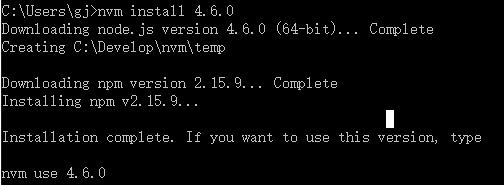 C:\Users\gj>nvm install 4.6.0
Downloading node.js version 4.6.0 (64-bit)... Complete
Creating C:\Develop\nvm\temp
Downloading npm version 2.15.9... Complete
Installing npm v2.15.9...
Installation complete. If you want to use this version, type
nvm use 4.6.0